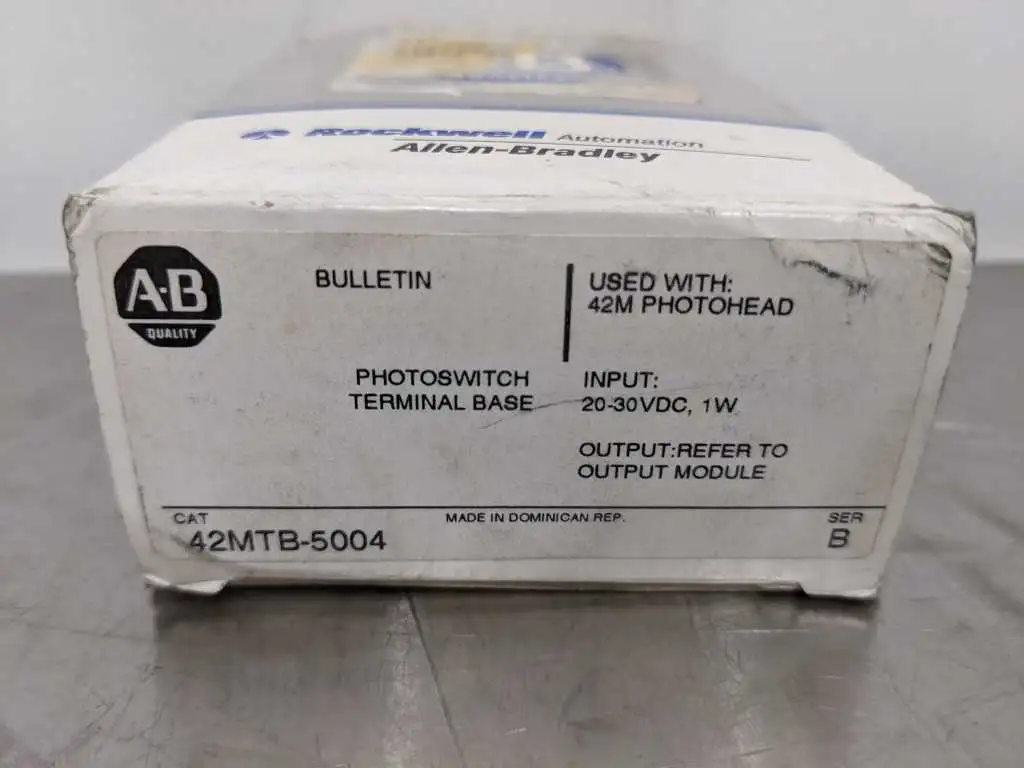 Rockwell Automation
Allen-Bradley
A·B
QUALITY
BULLETIN
USED WITH:
42M PHOTOHEAD
PHOTOSWITCH
TERMINAL BASE
INPUT:
20-30VDC, 1W
OUTPUT:REFER TO
OUTPUT MODULE
CAT
42MTB-5004
MADE IN DOMINICAN REP.
SER
B